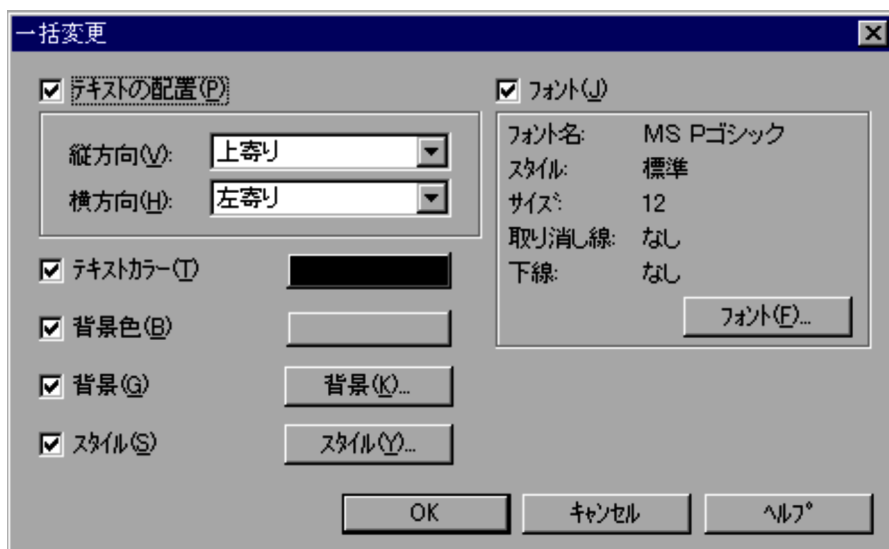 一括変更
テキストの配置(P)
縦方向(V): 上寄り
横方向(H): 左寄り
テキストカラー(T)
背景色(B)
背景(G) 背景(K)...
スタイル(S) スタイル(Y)...
フォント(J)
フォント名: MS Pゴシック
スタイル: 標準
サイズ: 12
取り消し線: なし
下線: なし
フォント(F)...
OK キャンセル ヘルプ